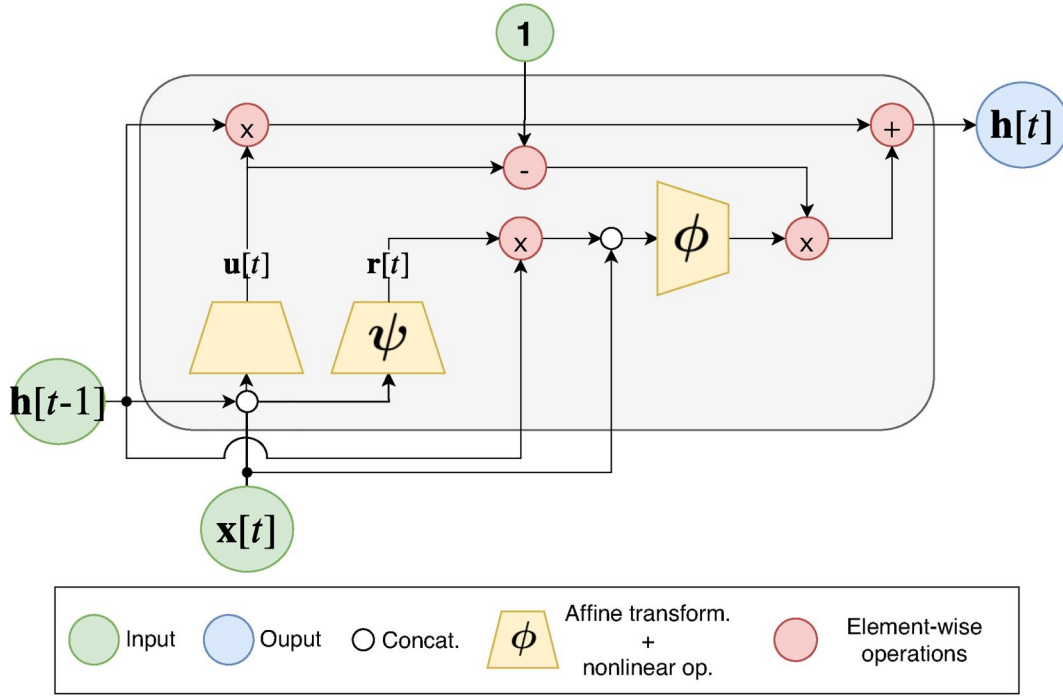 1
x
+
h[t]
-
u[t]
r[t]
x
ϕ
x
ψ
h[t-1]
x[t]
Input
Ouput
Concat.
ϕ
Affine transform.
+
nonlinear op.
Element-wise
operations